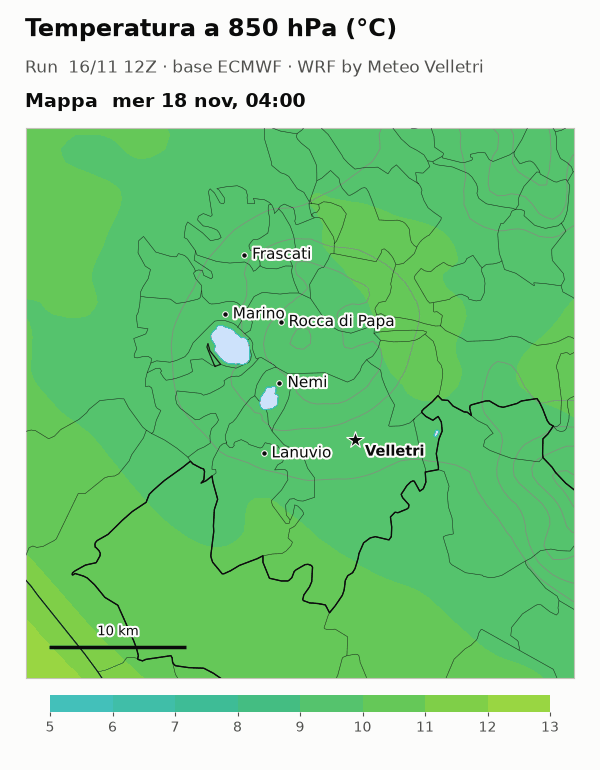 Temperatura a 850 hPa (°C)
Run  16/11 12Z · base ECMWF · WRF by Meteo Velletri
Mappa  mer 18 nov, 04:00
Frascati
Marino
Rocca di Papa
Nemi
Velletri
Lanuvio
10 km
5 6 7 8 9 10 11 12 13